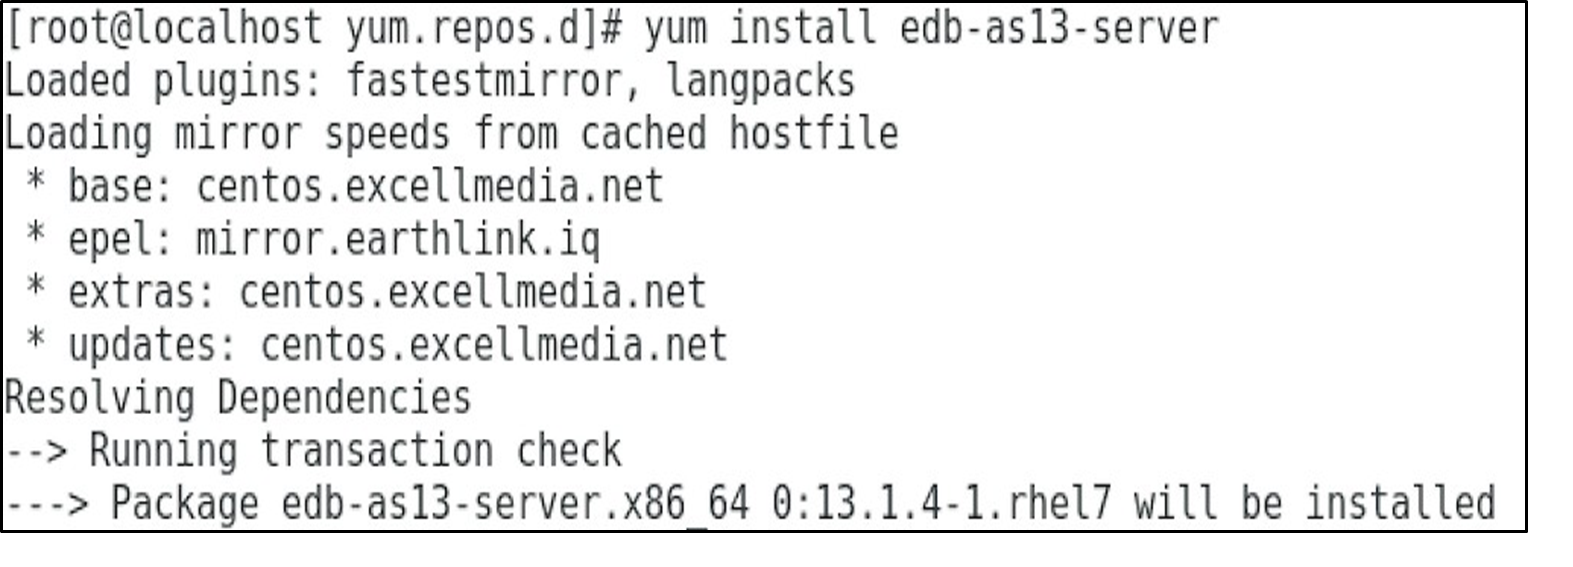 [root@localhost yum.repos.d]# yum install edb-as13-server
Loaded plugins: fastestmirror, langpacks
Loading mirror speeds from cached hostfile
 * base: centos.excellmedia.net
 * epel: mirror.earthlink.iq
 * extras: centos.excellmedia.net
 * updates: centos.excellmedia.net
Resolving Dependencies
--> Running transaction check
---> Package edb-as13-server.x86_64 0:13.1.4-1.rhel7 will be installed